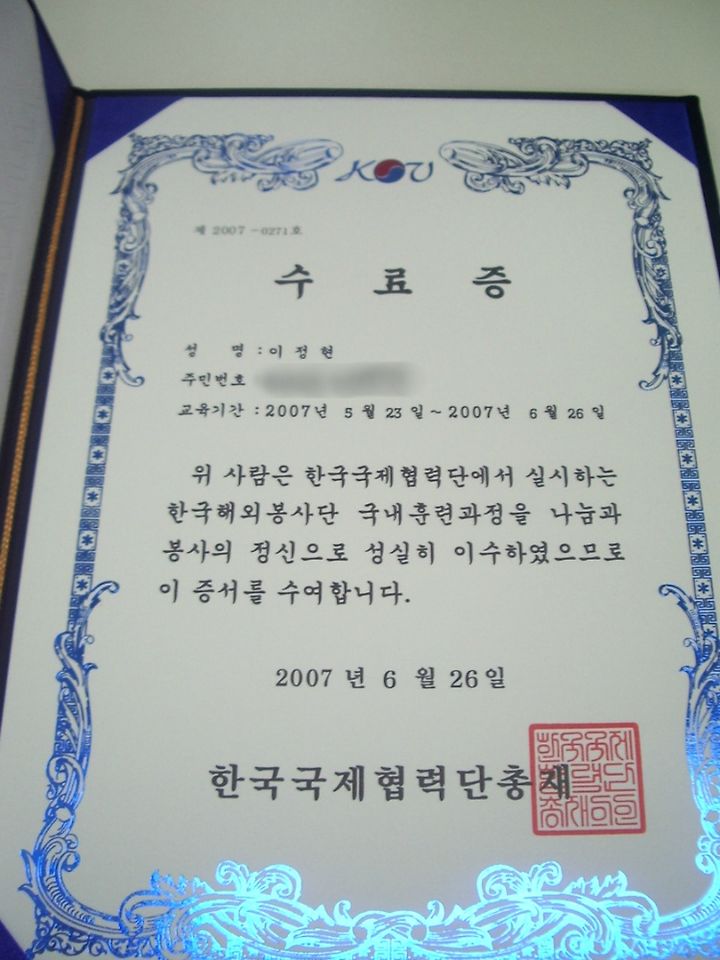 KOV
제 2007 -0271호
수 료 증
성 명 : 이 정 현
주민번호
교육기간 : 2007년 5월 23일~2007년 6월 26일
위 사람은 한국국제협력단에서 실시하는
한국해외봉사단 국내훈련과정을 나눔과
봉사의 정신으로 성실히 이수하였으므로
이 증서를 수여합니다.
2007 년 6 월 26일
한국국제협력단총재